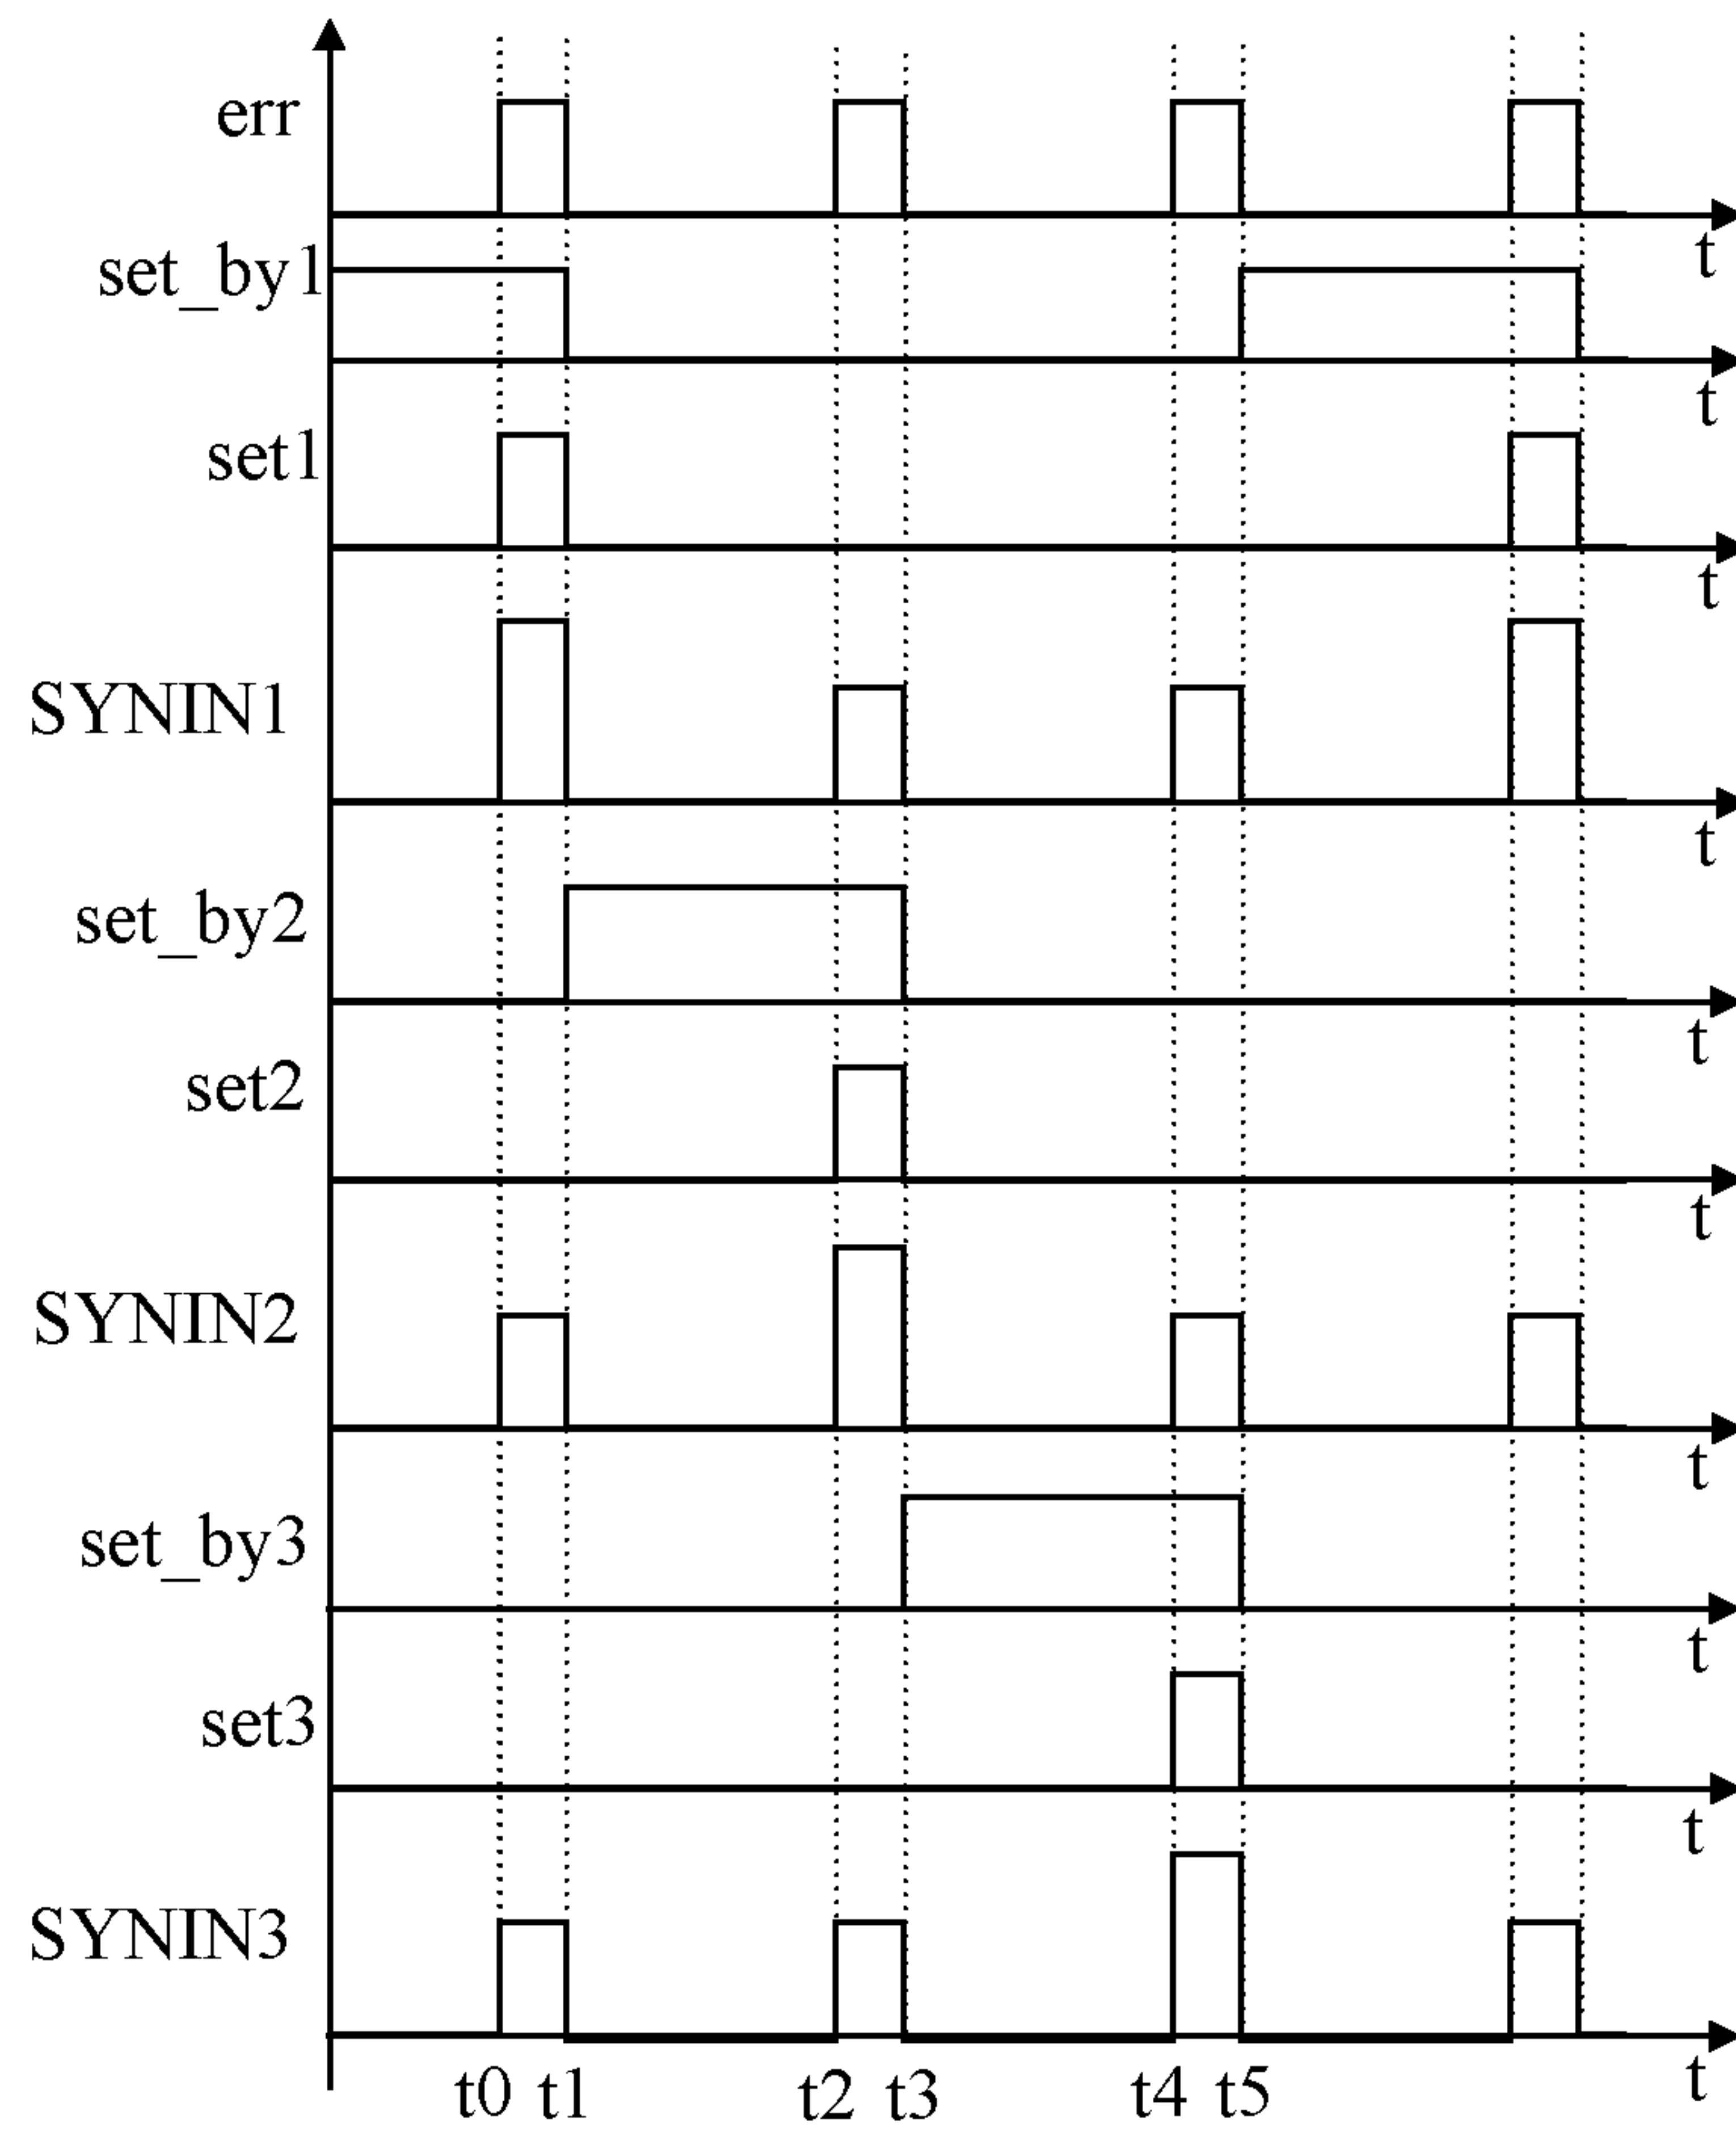 err
t
set_by1
t
set1
t
SYNIN1
t
set_by2
t
set2
t
SYNIN2
t
set_by3
t
set3
t
SYNIN3
t
t0 t1 t2 t3 t4 t5